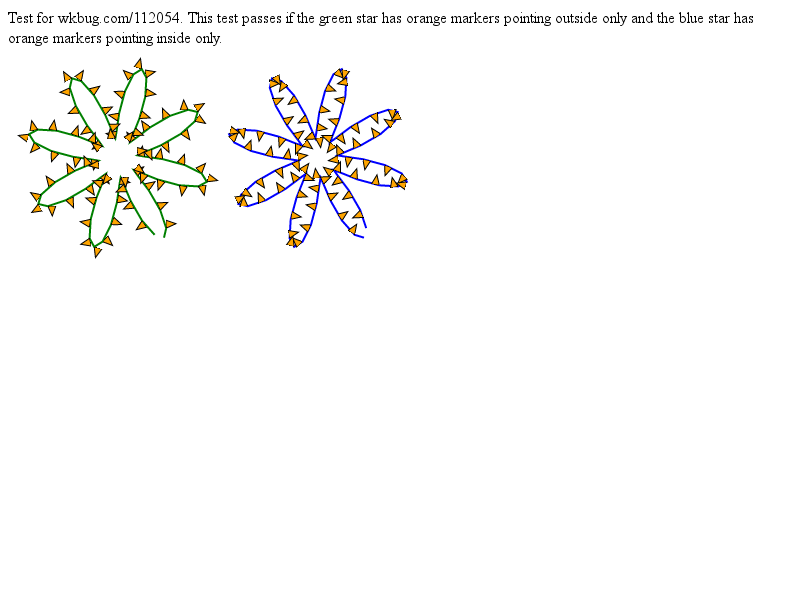 Test for wkbug.com/112054. This test passes if the green star has orange markers pointing outside only and the blue star has
orange markers pointing inside only.